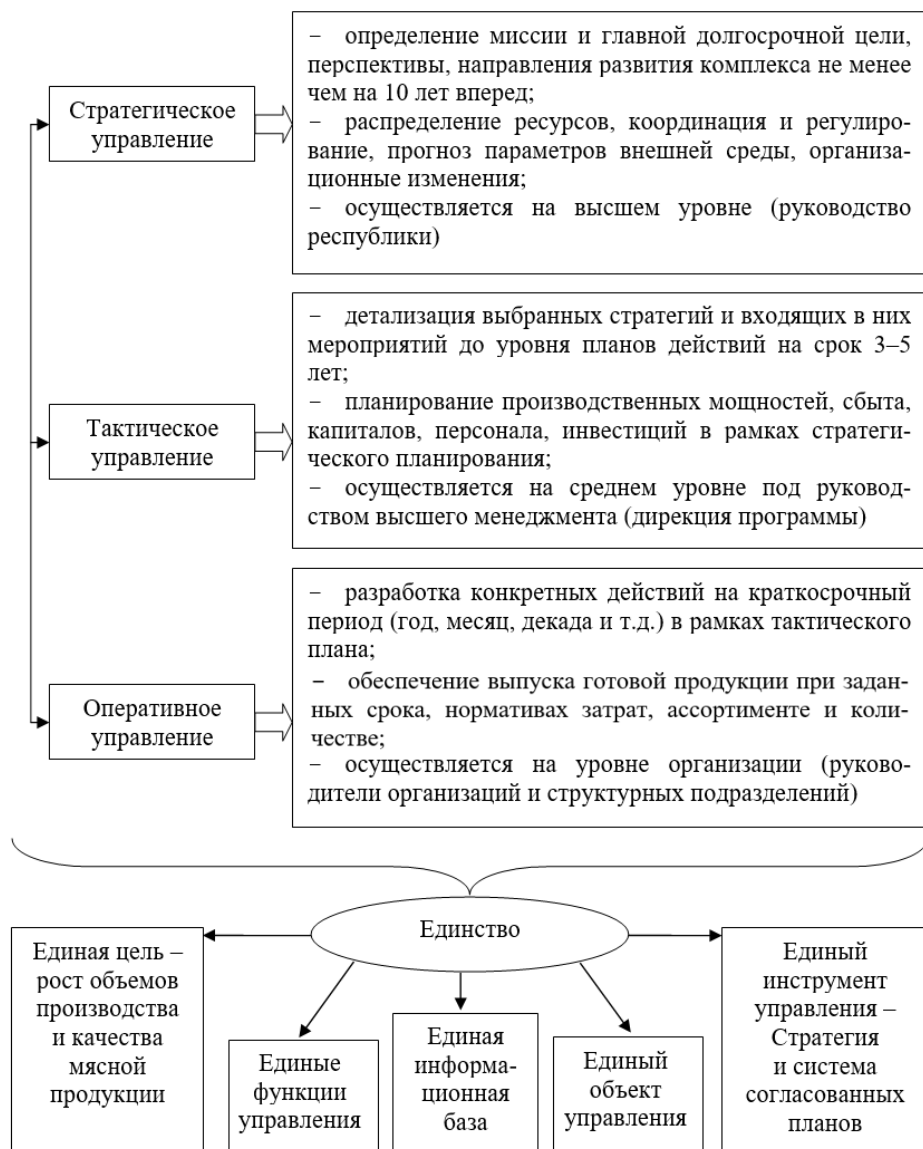 Стратегическое
управление
– определение миссии и главной долгосрочной цели,
перспективы, направления развития комплекса не менее
чем на 10 лет вперед;
– распределение ресурсов, координация и регулиро-
вание, прогноз параметров внешней среды, организа-
ционные изменения;
– осуществляется на высшем уровне (руководство
республики)
Тактическое
управление
– детализация выбранных стратегий и входящих в них
мероприятий до уровня планов действий на срок 3–5
лет;
– планирование производственных мощностей, сбыта,
капиталов, персонала, инвестиций в рамках стратеги-
ческого планирования;
– осуществляется на среднем уровне под руковод-
ством высшего менеджмента (дирекция программы)
Оперативное
управление
– разработка конкретных действий на краткосрочный
период (год, месяц, декада и т.д.) в рамках тактического
плана;
– обеспечение выпуска готовой продукции при задан-
ных срока, нормативах затрат, ассортименте и коли-
честве;
– осуществляется на уровне организации (руково-
дители организаций и структурных подразделений)
Единство
Единая цель –
рост объемов
производства
и качества
мясной
продукции
Единые
функции
управления
Единая
информа-
ционная
база
Единый
объект
управления
Единый
инструмент
управления –
Стратегия
и система
согласованных
планов